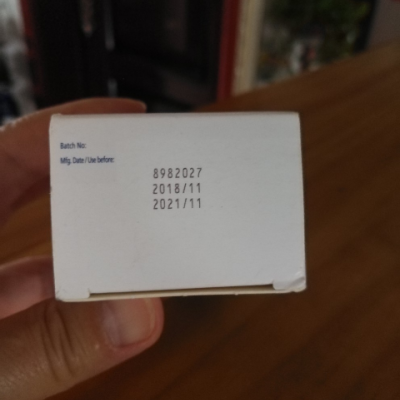 Batch No:
Mfg. Date / Use before:
8982027
2018/11
2021/11